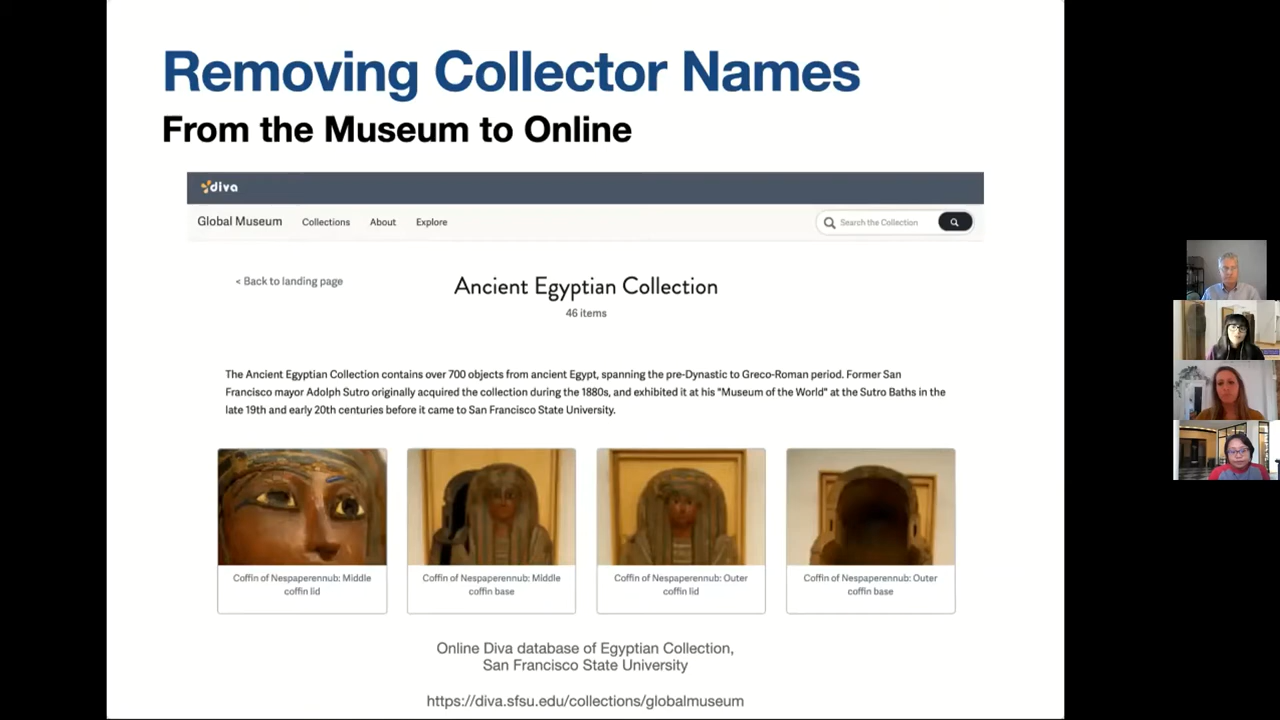 Removing Collector Names
From the Museum to Online
diva
Global Museum Collections About Explore Search the Collection
< Back to landing page
Ancient Egyptian Collection
46 items
The Ancient Egyptian Collection contains over 700 objects from ancient Egypt, spanning the pre-Dynastic to Greco-Roman period. Former San
Francisco mayor Adolph Sutro originally acquired the collection during the 1880s, and exhibited it at his "Museum of the World" at the Sutro Baths in the
late 19th and early 20th centuries before it came to San Francisco State University.
Coffin of Nespaperennub: Middle
coffin lid
Coffin of Nespaperennub: Middle
coffin base
Coffin of Nespaperennub: Outer
coffin lid
Coffin of Nespaperennub: Outer
coffin base
Online Diva database of Egyptian Collection,
San Francisco State University
https://diva.sfsu.edu/collections/globalmuseum